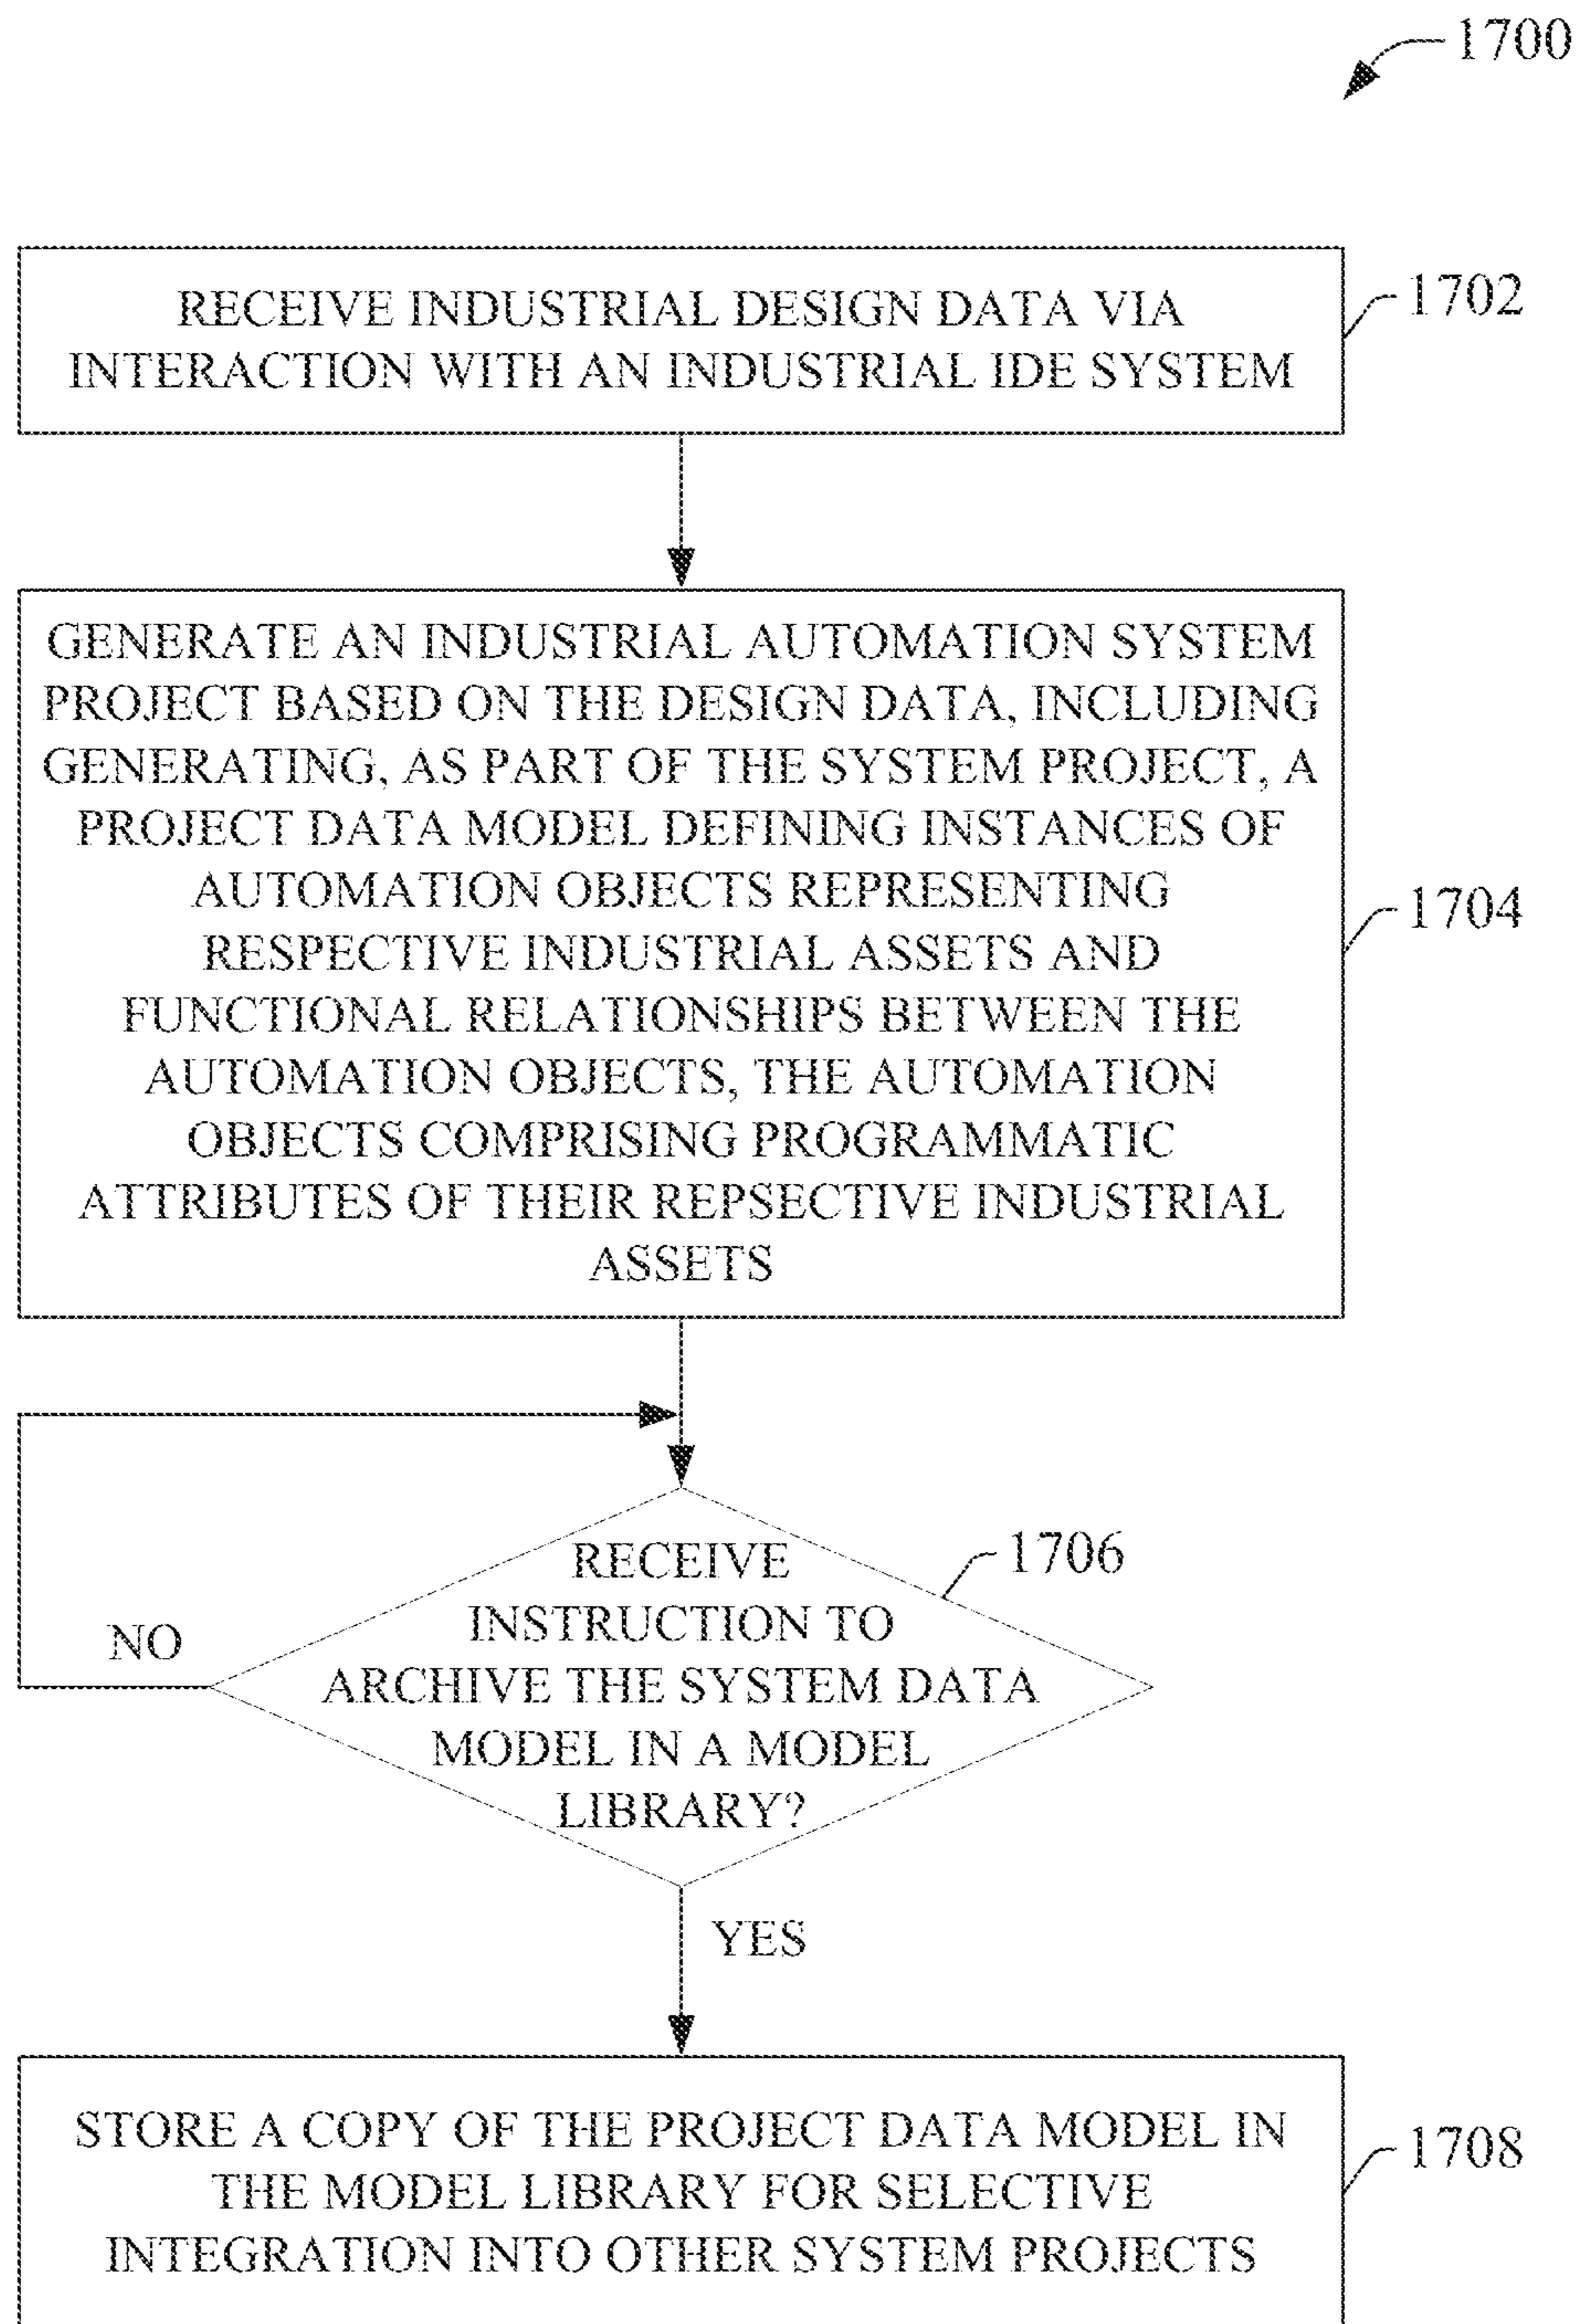 1700
RECEIVE INDUSTRIAL DESIGN DATA VIA
INTERACTION WITH AN INDUSTRIAL IDE SYSTEM
1702
GENERATE AN INDUSTRIAL AUTOMATION SYSTEM
PROJECT BASED ON THE DESIGN DATA, INCLUDING
GENERATING, AS PART OF THE SYSTEM PROJECT, A
PROJECT DATA MODEL DEFINING INSTANCES OF
AUTOMATION OBJECTS REPRESENTING
RESPECTIVE INDUSTRIAL ASSETS AND
FUNCTIONAL RELATIONSHIPS BETWEEN THE
AUTOMATION OBJECTS, THE AUTOMATION
OBJECTS COMPRISING PROGRAMMATIC
ATTRIBUTES OF THEIR REPSECTIVE INDUSTRIAL
ASSETS
1704
RECEIVE
INSTRUCTION TO
ARCHIVE THE SYSTEM DATA
MODEL IN A MODEL
LIBRARY?
1706
NO
YES
STORE A COPY OF THE PROJECT DATA MODEL IN
THE MODEL LIBRARY FOR SELECTIVE
INTEGRATION INTO OTHER SYSTEM PROJECTS
1708